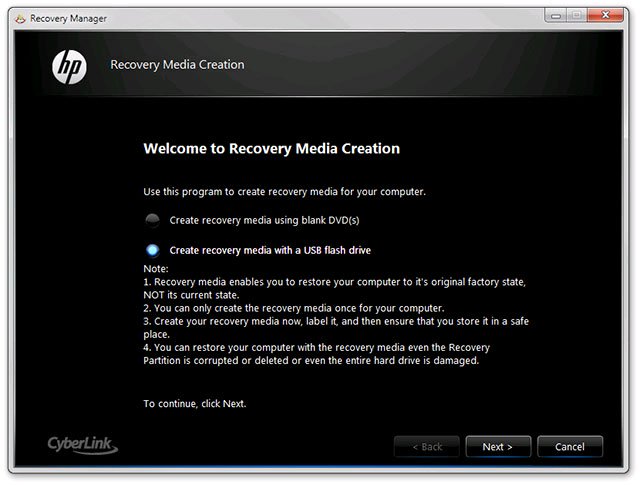 Recovery Manager
hp
Recovery Media Creation
Welcome to Recovery Media Creation
Use this program to create recovery media for your computer.
Create recovery media using blank DVD(s)
Create recovery media with a USB flash drive
Note:
1. Recovery media enables you to restore your computer to it's original factory state,
NOT its current state.
2. You can only create the recovery media once for your computer.
3. Create your recovery media now, label it, and then ensure that you store it in a safe
place.
4. You can restore your computer with the recovery media even the Recovery
Partition is corrupted or deleted or even the entire hard drive is damaged.
To continue, click Next.
CyberLink
< Back
Next >
Cancel